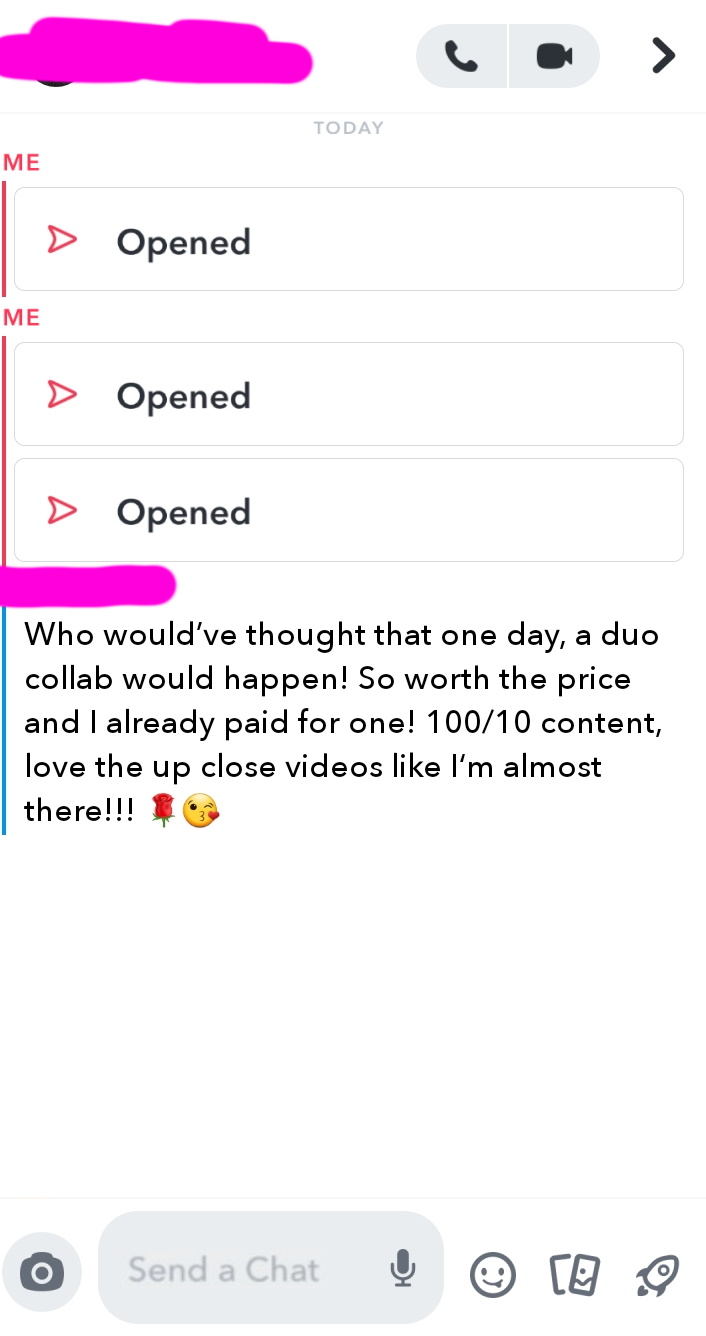 TODAY
ME
Opened
ME
Opened
Opened
Who would’ve thought that one day, a duo
collab would happen! So worth the price
and I already paid for one! 100/10 content,
love the up close videos like I’m almost
there!!! 🌹😘
Send a Chat